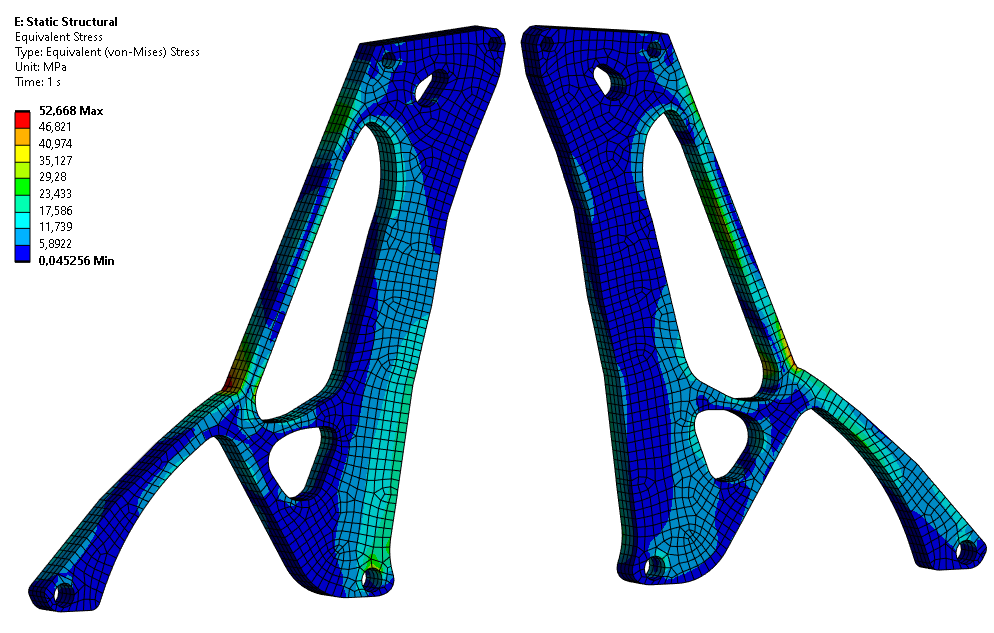 E: Static Structural
Equivalent Stress
Type: Equivalent (von-Mises) Stress
Unit: MPa
Time: 1 s
52,668 Max
46,821
40,974
35,127
29,28
23,433
17,586
11,739
5,8922
0,045256 Min